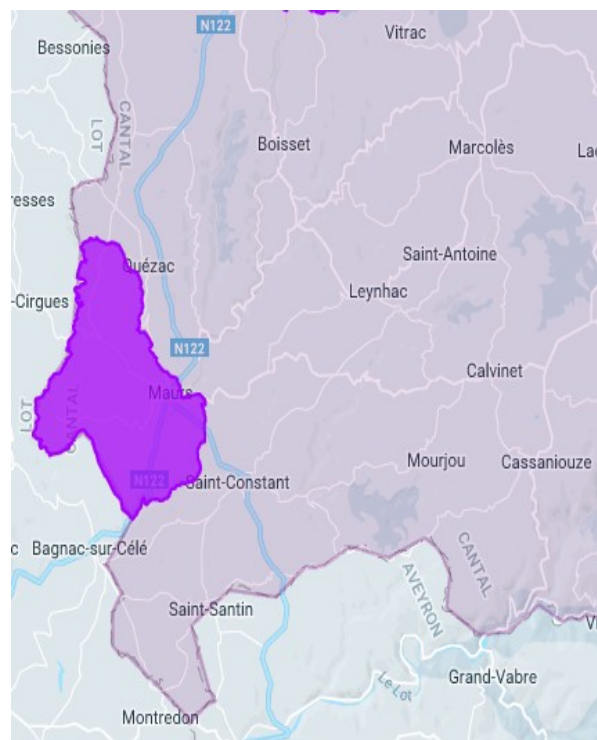 N122
Vitrac
Bessonies
CANTAL
LOT
Boisset
Marcolès
resses
Saint-Antoine
Quézac
Leynhac
-Cirgues
N122
Calvinet
Maurs
LOT
CANTAL
Mourjou
Cassaniouze
N122
Saint-Constant
Bagnac-sur-Célé
CANTAL
AVEYRON
Saint-Santin
Le Lot
Grand-Vabre
Montredon